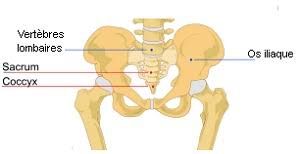 Vertèbres
lombaires
Os iliaque
Sacrum
Coccyx